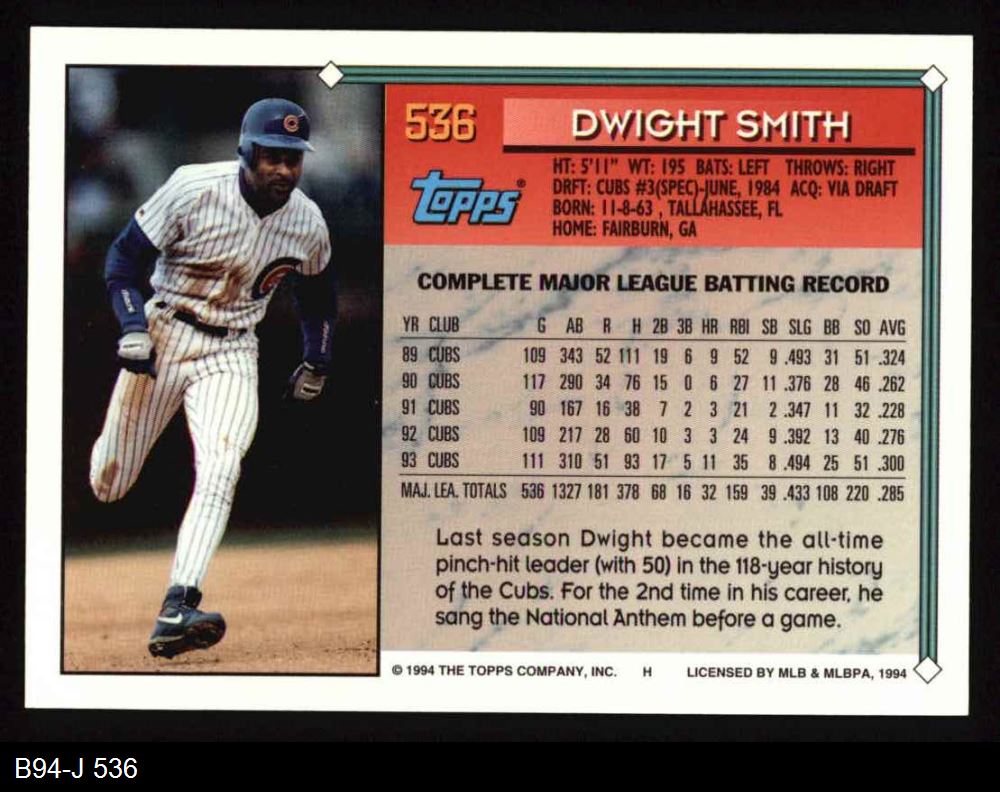 536
DWIGHT SMITH
TOPPS®
HT: 5'11" WT: 195 BATS: LEFT THROWS: RIGHT
DRFT: CUBS #3(SPEC)-JUNE, 1984 ACQ: VIA DRAFT
BORN: 11-8-63 , TALLAHASSEE, FL
HOME: FAIRBURN, GA
COMPLETE MAJOR LEAGUE BATTING RECORD
YR CLUB G AB R H 2B 3B HR RBI SB SLG BB SO AVG
89 CUBS 109 343 52 111 19 6 9 52 9 .493 31 51 .324
90 CUBS 117 290 34 76 15 0 6 27 11 .376 28 46 .262
91 CUBS 90 167 16 38 7 2 3 21 2 .347 11 32 .228
92 CUBS 109 217 28 60 10 3 3 24 9 .392 13 40 .276
93 CUBS 111 310 51 93 17 5 11 35 8 .494 25 51 .300
MAJ. LEA. TOTALS 536 1327 181 378 68 16 32 159 39 .433 108 220 .285
Last season Dwight became the all-time
pinch-hit leader (with 50) in the 118-year history
of the Cubs. For the 2nd time in his career, he
sang the National Anthem before a game.
© 1994 THE TOPPS COMPANY, INC. H LICENSED BY MLB & MLBPA, 1994
B94-J 536